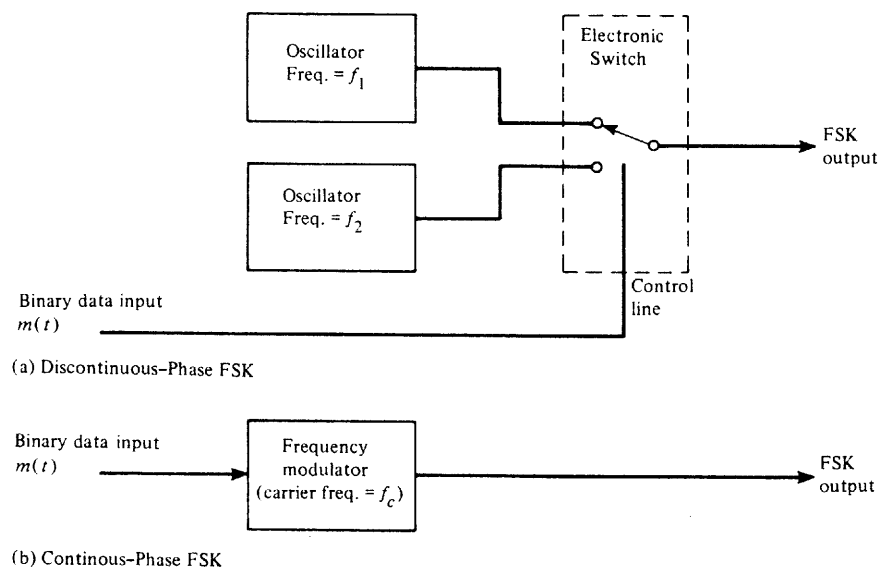 Oscillator
Freq. = f1
Electronic
Switch
FSK
output
Oscillator
Freq. = f2
Control
line
Binary data input
m(t)
(a) Discontinuous-Phase FSK
Binary data input
m(t)
Frequency
modulator
(carrier freq. = fc)
FSK
output
(b) Continous-Phase FSK